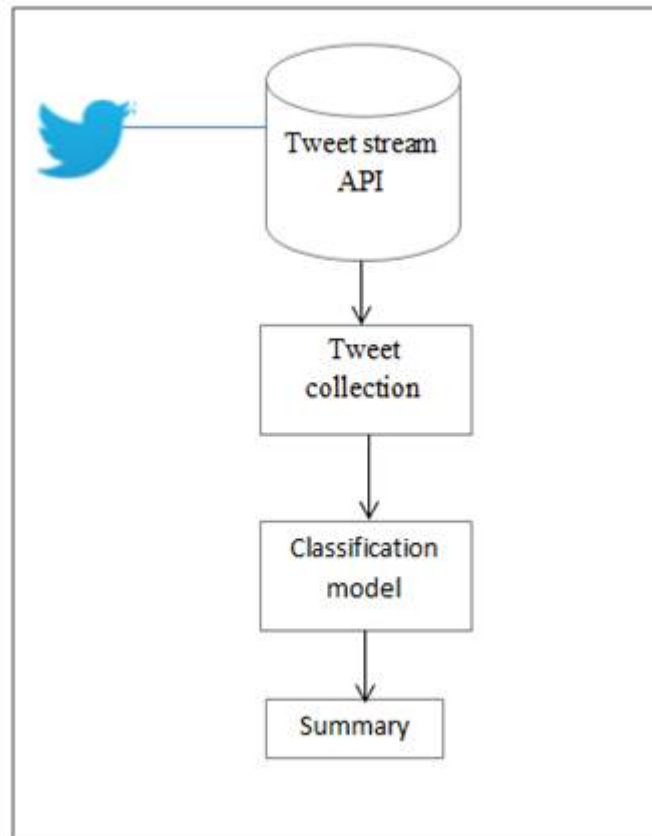 Tweet stream
API
Tweet
collection
Classification
model
Summary